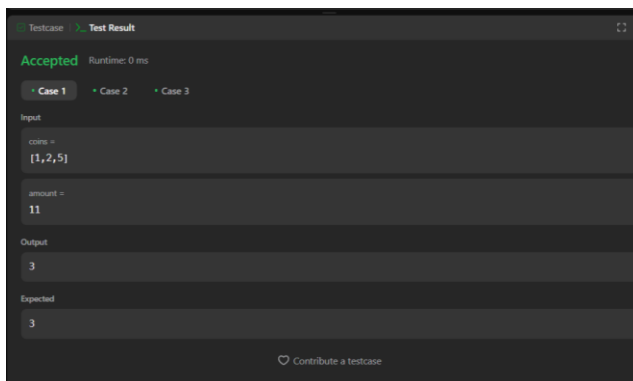 Testcase | >_ Test Result
Accepted Runtime: 0 ms
• Case 1 • Case 2 • Case 3
Input
coins =
[1,2,5]
amount =
11
Output
3
Expected
3
Contribute a testcase